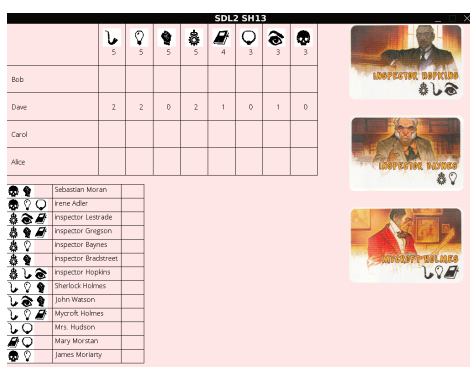 SDL2 SH13
5 5 5 5 4 3 3 3
Bob
Dave 2 2 0 2 1 0 1 0
Carol
Alice
Sebastian Moran
irene Adler
inspector Lestrade
inspector Gregson
inspector Baynes
inspector Bradstreet
inspector Hopkins
Sherlock Holmes
John Watson
Mycroft Holmes
Mrs. Hudson
Mary Morstan
James Moriarty
INSPECTOR HOPKINS
INSPECTOR BAYNES
MYCROFT HOLMES